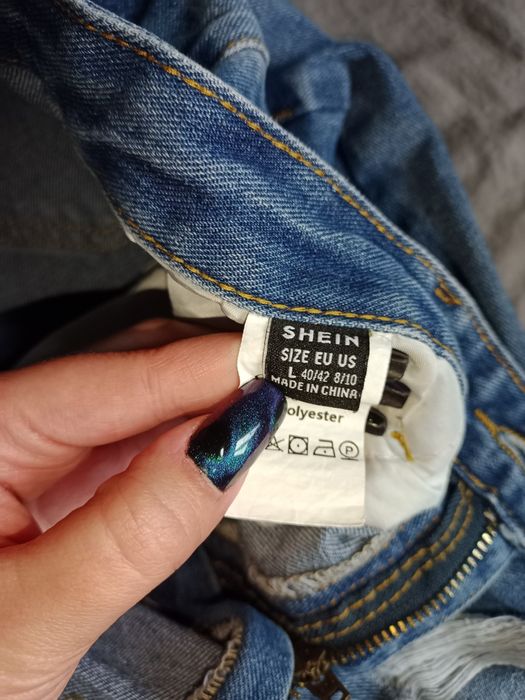 SHEIN
SIZE EU US
L 40/42 8/10
MADE IN CHINA
olyester